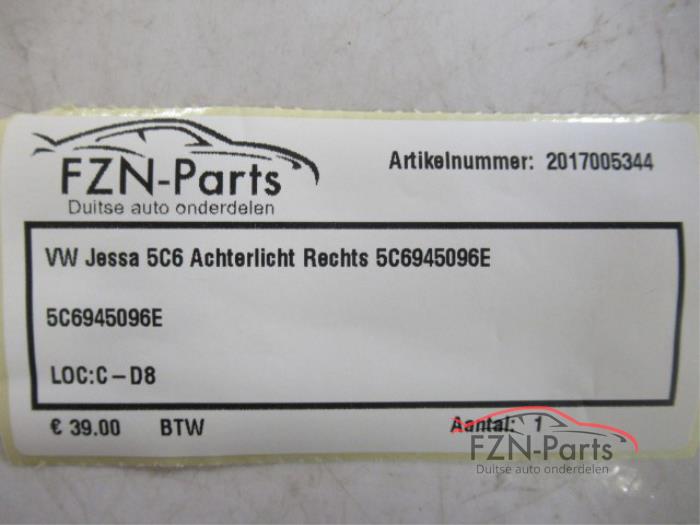 FZN-Parts
Duitse auto onderdelen
Artikelnummer: 2017005344
VW Jessa 5C6 Achterlicht Rechts 5C6945096E
5C6945096E
LOC:C-D8
€ 39.00 BTW Aantal: 1
FZN-Parts
Duitse auto onderdelen